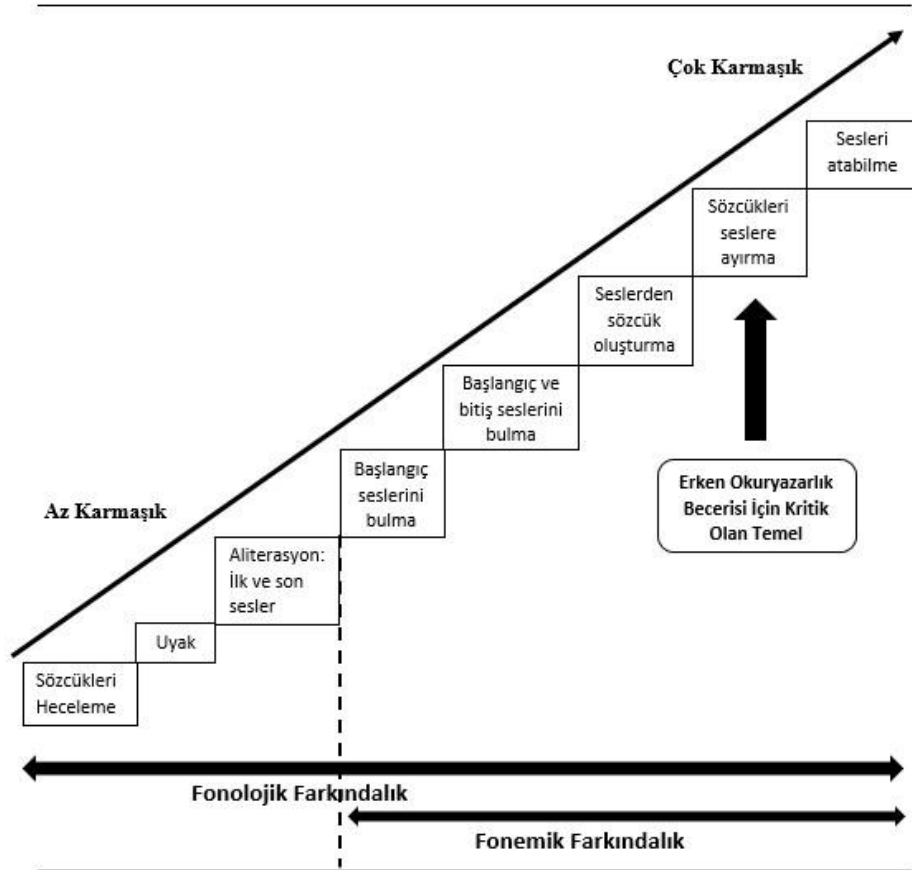 Çok Karmaşık
Sesleri
atabilme
Sözcükleri
seslere
ayırma
Seslerden
sözcük
oluşturma
Başlangıç ve
bitiş seslerini
bulma
Başlangıç
seslerini
bulma
Erken Okuryazarlık
Becerisi İçin Kritik
Olan Temel
Az Karmaşık
Aliterasyon:
İlk ve son
sesler
Uyak
Sözcükleri
Heceleme
Fonolojik Farkındalık
Fonemik Farkındalık